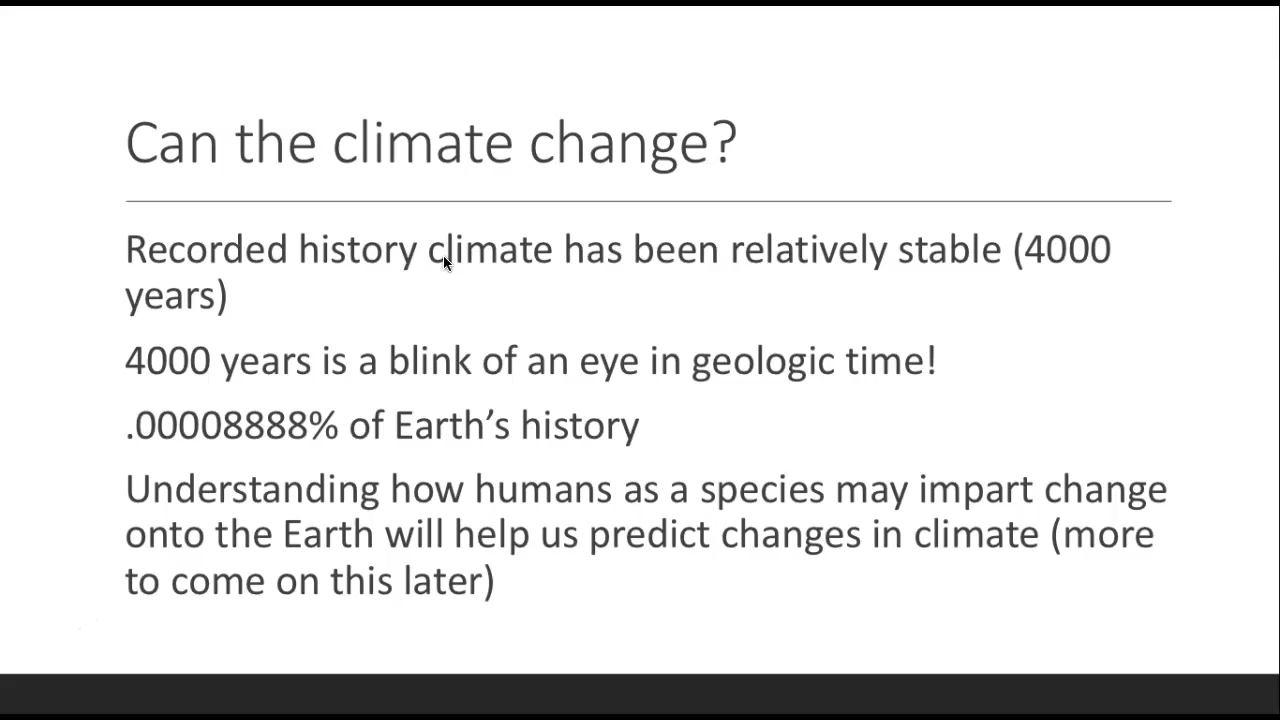 Can the climate change?
Recorded history climate has been relatively stable (4000
years)
4000 years is a blink of an eye in geologic time!
.00008888% of Earth’s history
Understanding how humans as a species may impart change
onto the Earth will help us predict changes in climate (more
to come on this later)